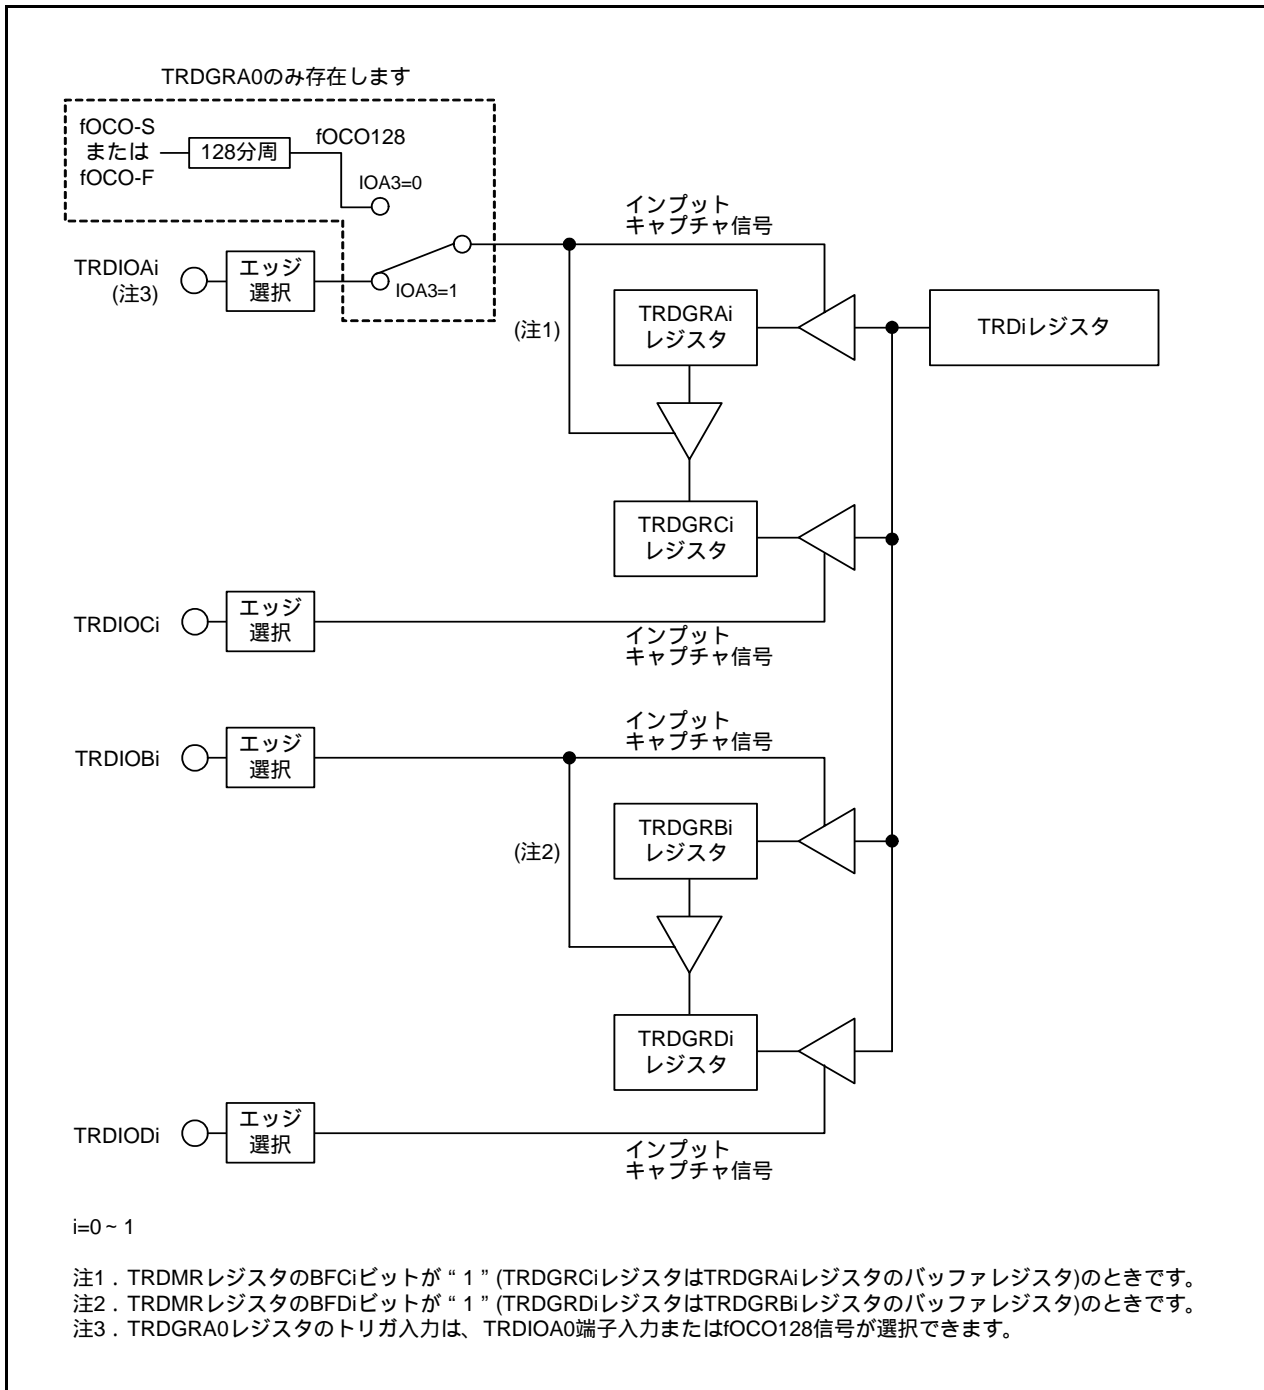 TRDGRA0のみ存在します
fOCO-S
または
fOCO-F
128分周
fOCO128
IOA3=0
TRDIOAi
(注3)
エッジ
選択
IOA3=1
インプット
キャプチャ信号
(注1)
TRDGRAi
レジスタ
TRDiレジスタ
TRDGRCi
レジスタ
TRDIOCi
エッジ
選択
インプット
キャプチャ信号
TRDIOBi
エッジ
選択
インプット
キャプチャ信号
(注2)
TRDGRBi
レジスタ
TRDGRDi
レジスタ
TRDIODi
エッジ
選択
インプット
キャプチャ信号
i=0~1
注1．TRDMRレジスタのBFCiビットが“1”(TRDGRCiレジスタはTRDGRAiレジスタのバッファレジスタ)のときです。
注2．TRDMRレジスタのBFDiビットが“1”(TRDGRDiレジスタはTRDGRBiレジスタのバッファレジスタ)のときです。
注3．TRDGRA0レジスタのトリガ入力は、TRDIOA0端子入力またはfOCO128信号が選択できます。